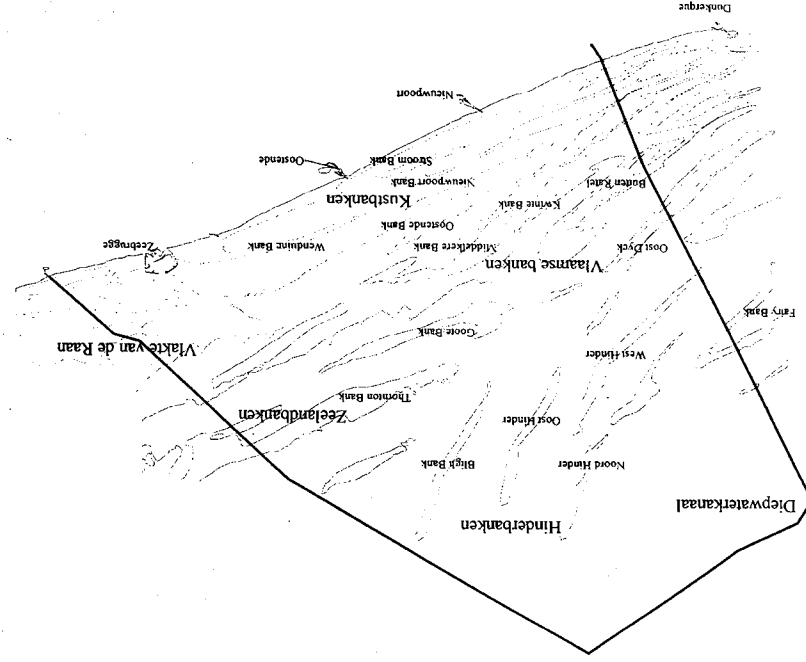 Diepwaterkanaal
Hinderbanken
Noord Hinder
Bligh Bank
Oost Hinder
Zeelandbanken
Thornton Bank
West Hinder
Vlakte van de Raan
Goote Bank
Fairy Bank
Vlaamse banken
Oost Dyck
Middelkerke Bank
Wenduine Bank
Zeebrugge
Oostende Bank
Kwinte Bank
Kustbanken
Buiten Ratel
Nieuwpoort Bank
Stroom Bank
Oostende
Nieuwpoort
Dunkerque